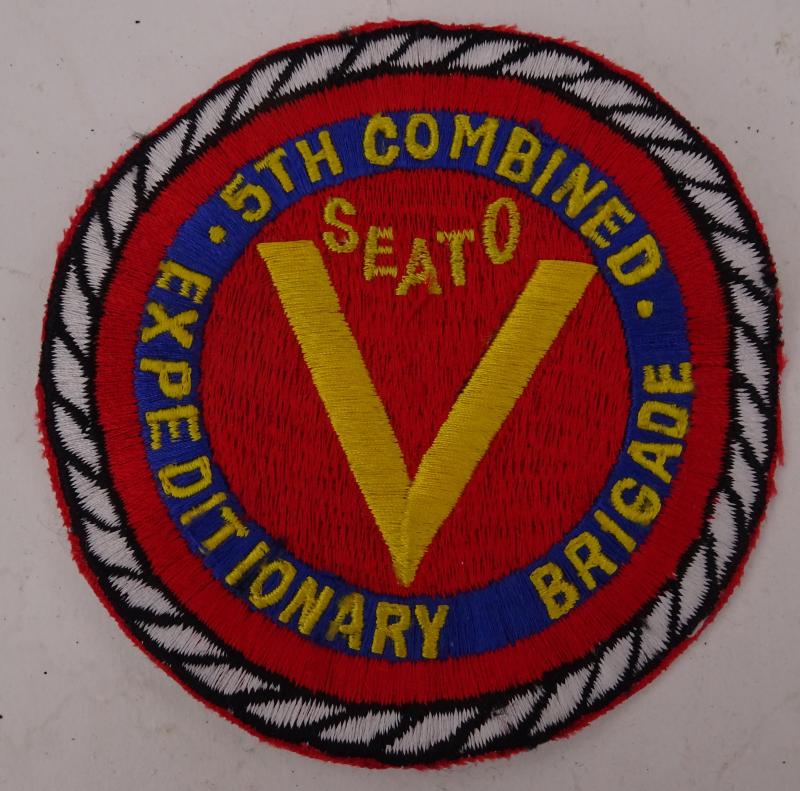 · 5TH COMBINED ·
EXPEDITIONARY BRIGADE
SEATO
V